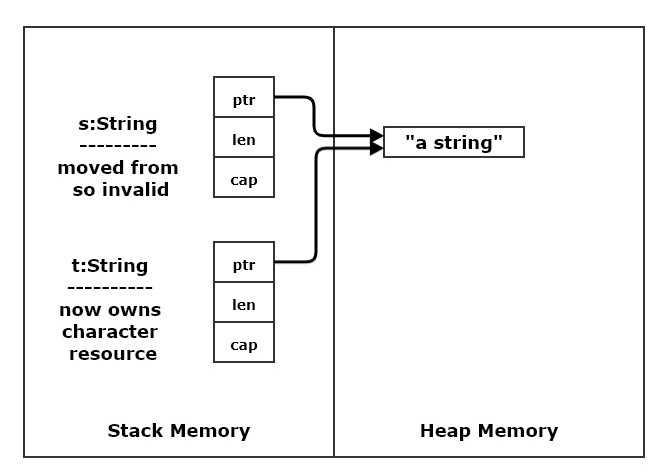 s:String
---------
moved from
so invalid
ptr
len
cap
"a string"
t:String
----------
now owns
character
resource
ptr
len
cap
Stack Memory
Heap Memory